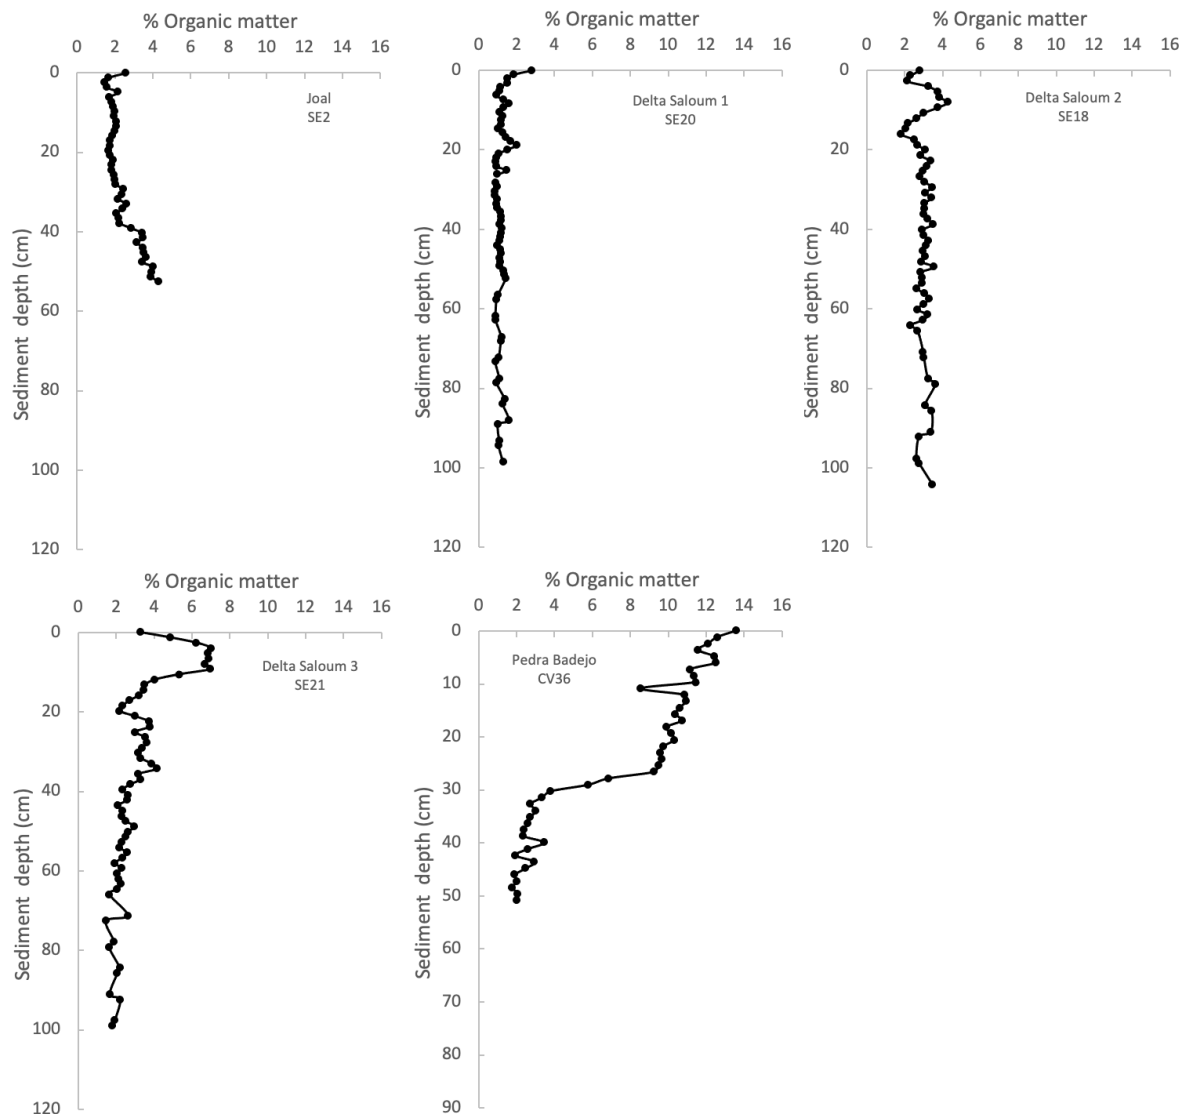 % Organic matter
0 2 4 6 8 10 12 14 16
0
20
40
60
80
100
120
Sediment depth (cm)
Joal
SE2
% Organic matter
0 2 4 6 8 10 12 14 16
0
20
40
60
80
100
120
Sediment depth (cm)
Delta Saloum 1
SE20
% Organic matter
0 2 4 6 8 10 12 14 16
0
20
40
60
80
100
120
Sediment depth (cm)
Delta Saloum 2
SE18
% Organic matter
0 2 4 6 8 10 12 14 16
0
20
40
60
80
100
120
Sediment depth (cm)
Delta Saloum 3
SE21
% Organic matter
0 2 4 6 8 10 12 14 16
0
10
20
30
40
50
60
70
80
90
Sediment depth (cm)
Pedra Badejo
CV36